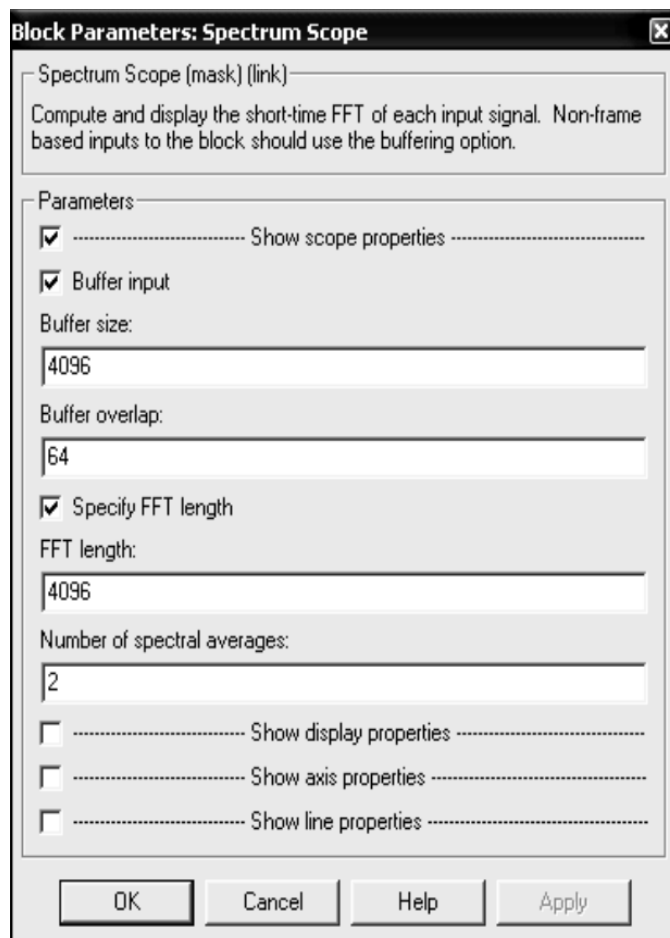 Block Parameters: Spectrum Scope
Spectrum Scope (mask) (link)
Compute and display the short-time FFT of each input signal. Non-frame
based inputs to the block should use the buffering option.
Parameters
---------------------------- Show scope properties --------------------------------
Buffer input
Buffer size:
4096
Buffer overlap:
64
Specify FFT length
FFT length:
4096
Number of spectral averages:
2
---------------------------- Show display properties -------------------------------
---------------------------- Show axis properties ------------------------------------
---------------------------- Show line properties ------------------------------------
OK
Cancel
Help
Apply